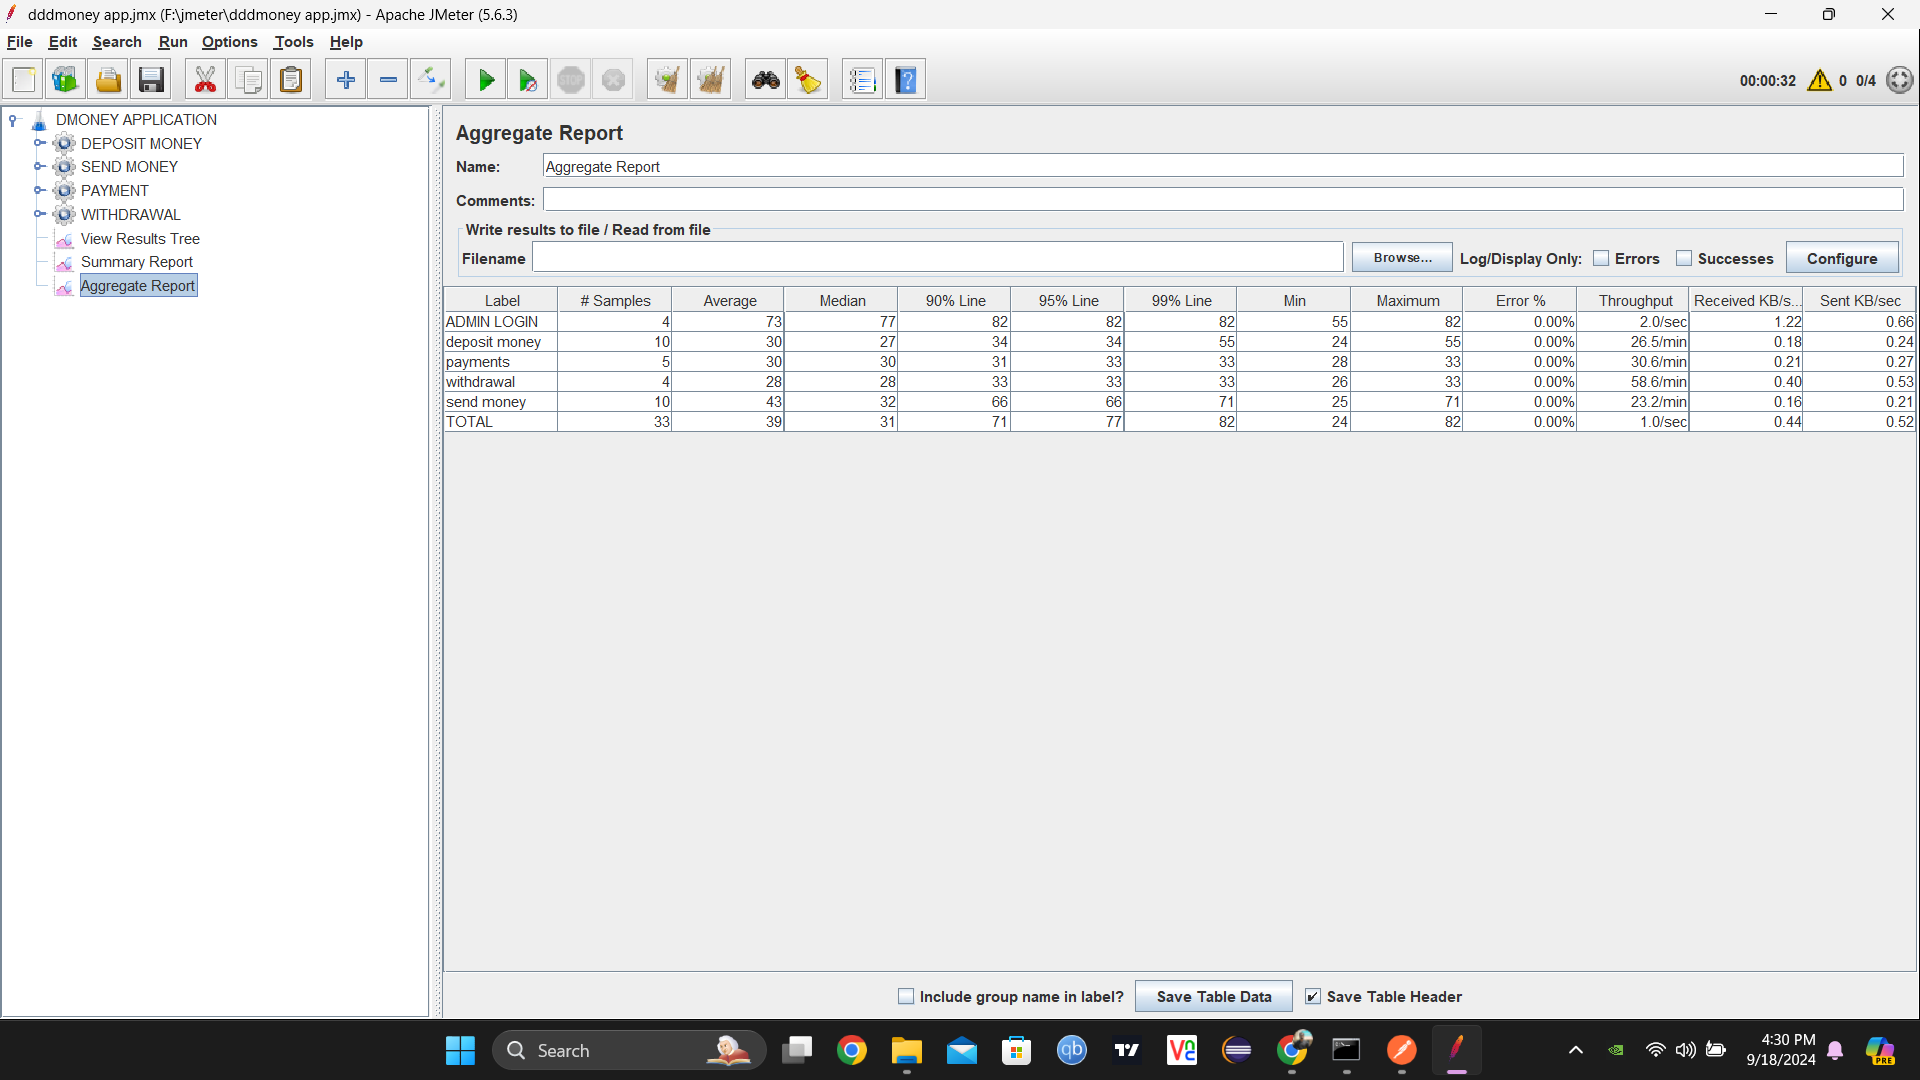 dddmoney app.jmx (F:\jmeter\dddmoney app.jmx) - Apache JMeter (5.6.3)
File Edit Search Run Options Tools Help
STOP
00:00:32 0 0/4
DMONEY APPLICATION
DEPOSIT MONEY
SEND MONEY
PAYMENT
WITHDRAWAL
View Results Tree
Summary Report
Aggregate Report
Aggregate Report
Name: Aggregate Report
Comments:
Write results to file / Read from file
Filename Browse... Log/Display Only: Errors Successes Configure
Label # Samples Average Median 90% Line 95% Line 99% Line Min Maximum Error % Throughput Received KB/s... Sent KB/sec
ADMIN LOGIN 4 73 77 82 82 82 55 82 0.00% 2.0/sec 1.22 0.66
deposit money 10 30 27 34 34 55 24 55 0.00% 26.5/min 0.18 0.24
payments 5 30 30 31 33 33 28 33 0.00% 30.6/min 0.21 0.27
withdrawal 4 28 28 33 33 33 26 33 0.00% 58.6/min 0.40 0.53
send money 10 43 32 66 66 71 25 71 0.00% 23.2/min 0.16 0.21
TOTAL 33 39 31 71 77 82 24 82 0.00% 1.0/sec 0.44 0.52
Include group name in label? Save Table Data Save Table Header
Search
qb
4:30 PM
9/18/2024
PRE